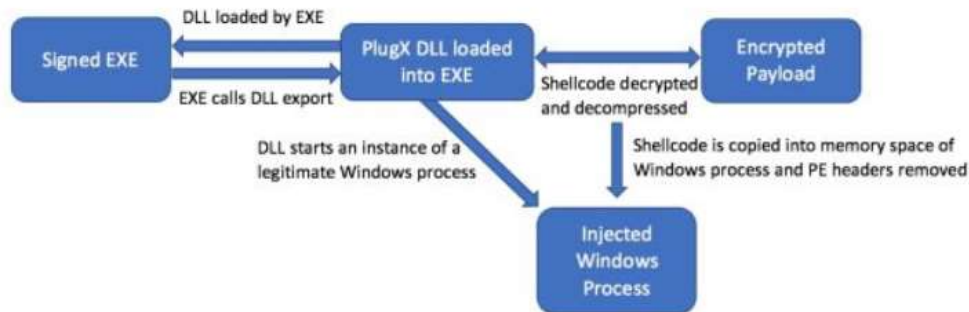 DLL loaded by EXE
Signed EXE
EXE calls DLL export
PlugX DLL loaded
into EXE
Shellcode decrypted
and decompressed
Encrypted
Payload
DLL starts an instance of a
legitimate Windows process
Shellcode is copied into memory space of
Windows process and PE headers removed
Injected
Windows
Process